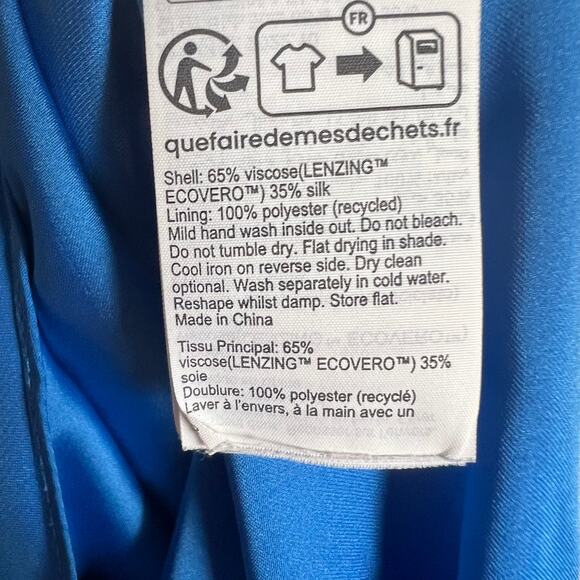 FR
quefairedemesdechets.fr
Shell: 65% viscose(LENZING™
ECOVERO™) 35% silk
Lining: 100% polyester (recycled)
Mild hand wash inside out. Do not bleach.
Do not tumble dry. Flat drying in shade.
Cool iron on reverse side. Dry clean
optional. Wash separately in cold water.
Reshape whilst damp. Store flat.
Made in China
Tissu Principal: 65%
viscose(LENZING™ ECOVERO™) 35%
soie
Doublure: 100% polyester (recyclé)
Laver à l'envers, à la main avec un